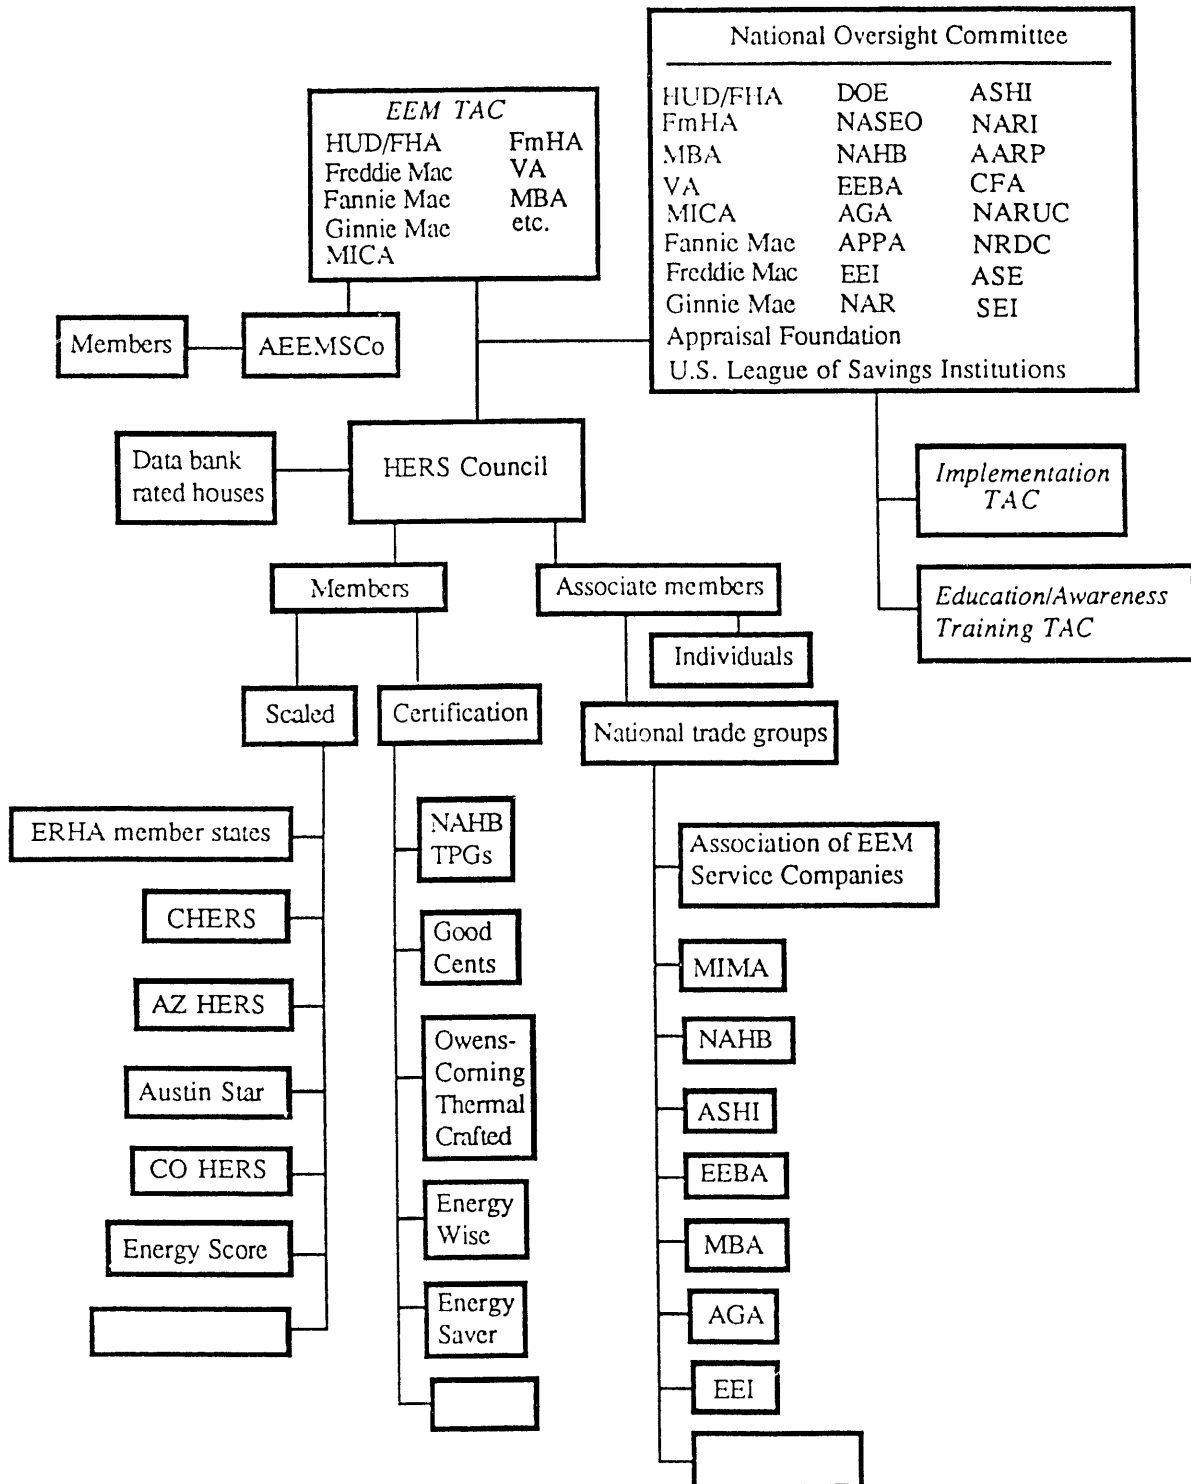 National Oversight Committee
HUD/FHA DOE ASHI
FmHA NASEO NARI
MBA NAHB AARP
VA EEBA CFA
MICA AGA NARUC
Fannie Mae APPA NRDC
Freddie Mac EEI ASE
Ginnie Mae NAR SEI
Appraisal Foundation
U.S. League of Savings Institutions
EEM TAC
HUD/FHA FmHA
Freddie Mac VA
Fannie Mae MBA
Ginnie Mae etc.
MICA
Members
AEEMSCo
Data bank
rated houses
HERS Council
Implementation
TAC
Education/Awareness
Training TAC
Members
Associate members
Individuals
Scaled
Certification
National trade groups
ERHA member states
CHERS
AZ HERS
Austin Star
CO HERS
Energy Score
NAHB
TPGs
Good
Cents
Owens-
Corning
Thermal
Crafted
Energy
Wise
Energy
Saver
Association of EEM
Service Companies
MIMA
NAHB
ASHI
EEBA
MBA
AGA
EEI